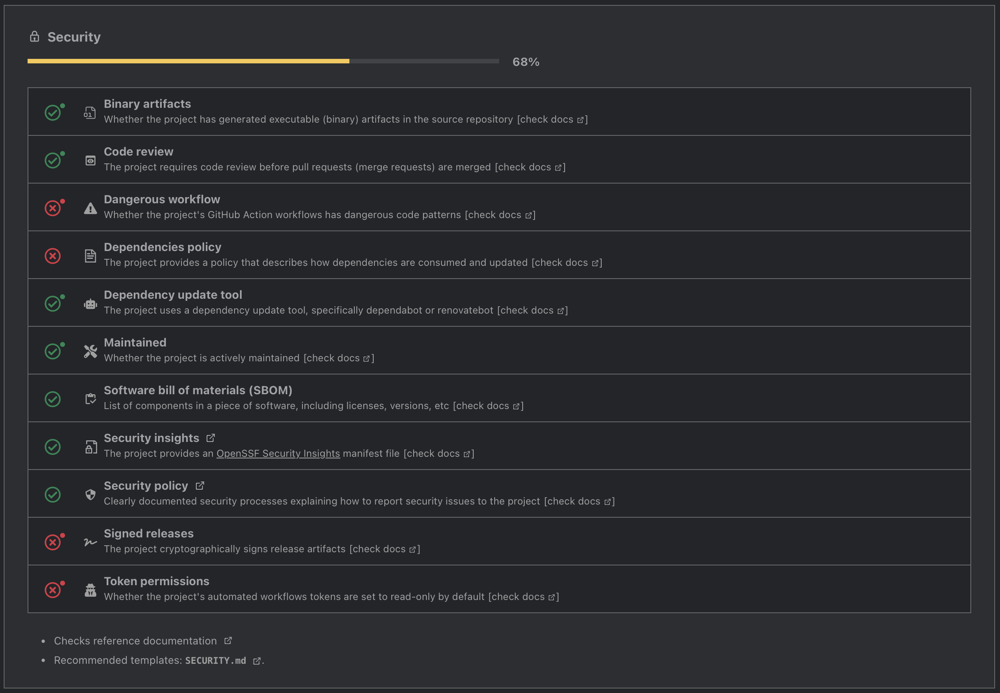 Security
68%
Binary artifacts
Whether the project has generated executable (binary) artifacts in the source repository [check docs]
Code review
The project requires code review before pull requests (merge requests) are merged [check docs]
Dangerous workflow
Whether the project's GitHub Action workflows has dangerous code patterns [check docs]
Dependencies policy
The project provides a policy that describes how dependencies are consumed and updated [check docs]
Dependency update tool
The project uses a dependency update tool, specifically dependabot or renovatebot [check docs]
Maintained
Whether the project is actively maintained [check docs]
Software bill of materials (SBOM)
List of components in a piece of software, including licenses, versions, etc [check docs]
Security insights
The project provides an OpenSSF Security Insights manifest file [check docs]
Security policy
Clearly documented security processes explaining how to report security issues to the project [check docs]
Signed releases
The project cryptographically signs release artifacts [check docs]
Token permissions
Whether the project's automated workflows tokens are set to read-only by default [check docs]
• Checks reference documentation
• Recommended templates: SECURITY.md.